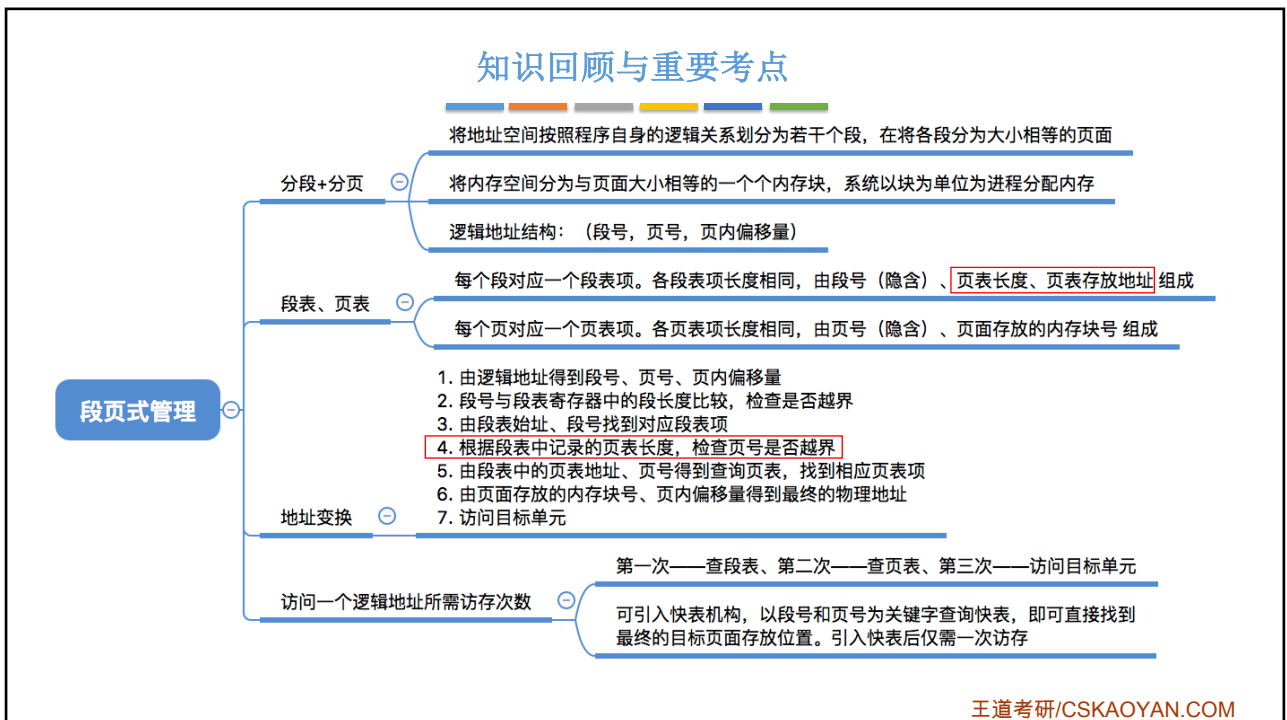 知识回顾与重要考点
将地址空间按照程序自身的逻辑关系划分为若干个段，在将各段分为大小相等的页面
分段+分页
将内存空间分为与页面大小相等的一个个内存块，系统以块为单位为进程分配内存
逻辑地址结构：（段号，页号，页内偏移量）
每个段对应一个段表项。各段表项长度相同，由段号（隐含）、页表长度、页表存放地址 组成
段表、页表
每个页对应一个页表项。各页表项长度相同，由页号（隐含）、页面存放的内存块号 组成
段页式管理
1. 由逻辑地址得到段号、页号、页内偏移量
2. 段号与段表寄存器中的段长度比较，检查是否越界
3. 由段表始址、段号找到对应段表项
4. 根据段表中记录的页表长度，检查页号是否越界
5. 由段表中的页表地址、页号得到查询页表，找到相应页表项
6. 由页面存放的内存块号、页内偏移量得到最终的物理地址
7. 访问目标单元
地址变换
第一次——查段表、第二次——查页表、第三次——访问目标单元
访问一个逻辑地址所需访存次数
可引入快表机构，以段号和页号为关键字查询快表，即可直接找到
最终的目标页面存放位置。引入快表后仅需一次访存
王道考研/CSKAOYAN.COM